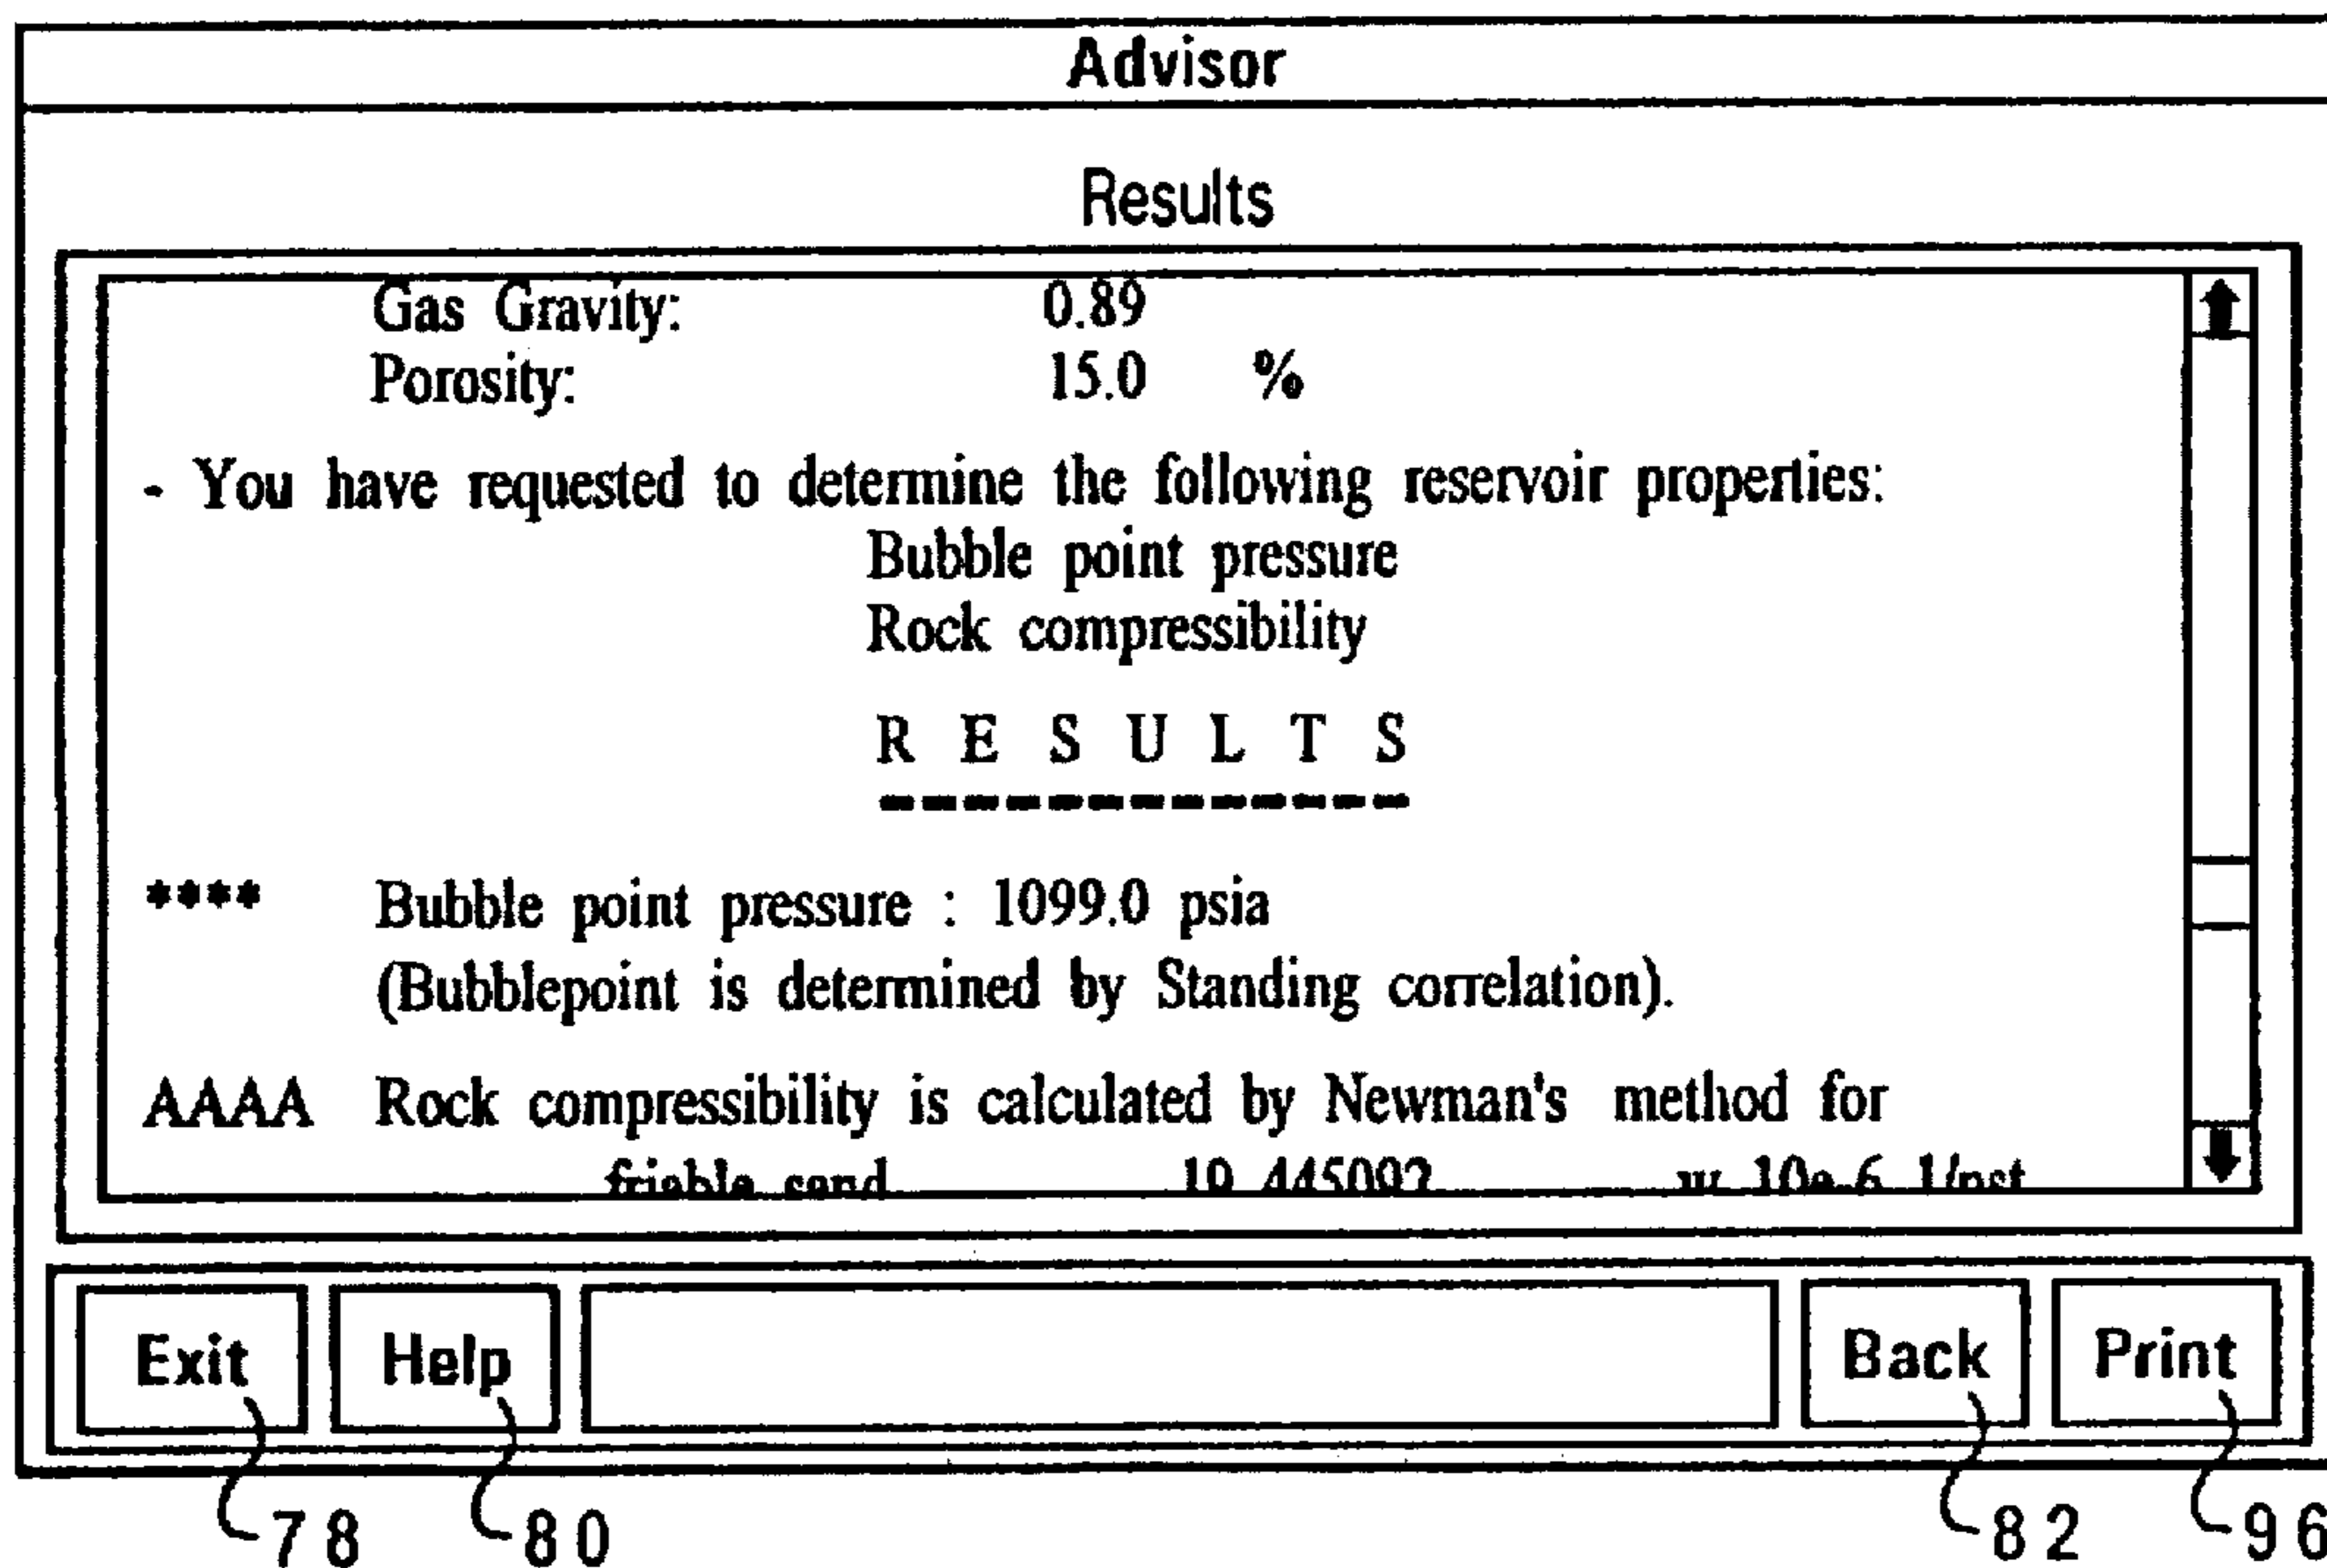 Advisor
Results
Gas Gravity: 0.89
Porosity: 15.0 %
- You have requested to determine the following reservoir properties:
Bubble point pressure
Rock compressibility
R E S U L T S
-------------
**** Bubble point pressure : 1099.0 psia
(Bubblepoint is determined by Standing correlation).
AAAA Rock compressibility is calculated by Newman's method for
friable sand
Exit Help Back Print
78 80 82 96